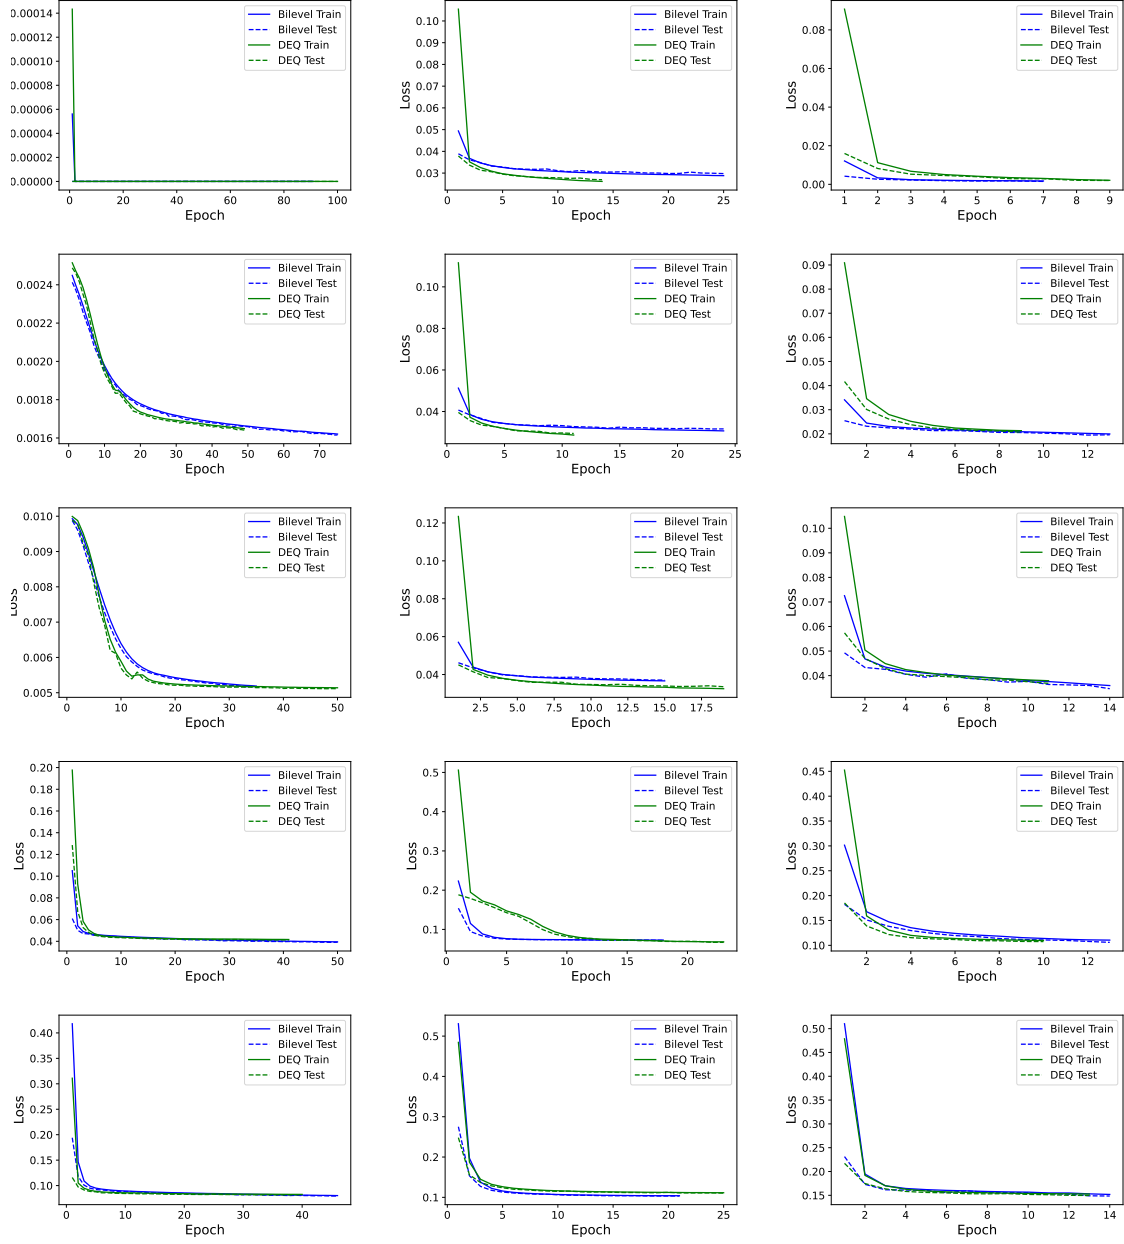 0.00014
0.00012
0.00010
0.00008
0.00006
0.00004
0.00002
0.00000
0 20 40 60 80 100
Epoch
Bilevel Train
Bilevel Test
DEQ Train
DEQ Test
Loss
0.10
0.09
0.08
0.07
0.06
0.05
0.04
0.03
0 5 10 15 20 25
Epoch
Bilevel Train
Bilevel Test
DEQ Train
DEQ Test
Loss
0.08
0.06
0.04
0.02
0.00
1 2 3 4 5 6 7 8 9
Epoch
Bilevel Train
Bilevel Test
DEQ Train
DEQ Test
0.0024
0.0022
0.0020
0.0018
0.0016
0 10 20 30 40 50 60 70
Epoch
Bilevel Train
Bilevel Test
DEQ Train
DEQ Test
Loss
0.10
0.08
0.06
0.04
0 5 10 15 20 25
Epoch
Bilevel Train
Bilevel Test
DEQ Train
DEQ Test
Loss
0.09
0.08
0.07
0.06
0.05
0.04
0.03
0.02
2 4 6 8 10 12
Epoch
Bilevel Train
Bilevel Test
DEQ Train
DEQ Test
Loss
0.010
0.009
0.008
0.007
0.006
0.005
0 10 20 30 40 50
Epoch
Bilevel Train
Bilevel Test
DEQ Train
DEQ Test
Loss
0.12
0.10
0.08
0.06
0.04
2.5 5.0 7.5 10.0 12.5 15.0 17.5
Epoch
Bilevel Train
Bilevel Test
DEQ Train
DEQ Test
Loss
0.10
0.09
0.08
0.07
0.06
0.05
0.04
2 4 6 8 10 12 14
Epoch
Bilevel Train
Bilevel Test
DEQ Train
DEQ Test
Loss
0.20
0.18
0.16
0.14
0.12
0.10
0.08
0.06
0.04
0 10 20 30 40 50
Epoch
Bilevel Train
Bilevel Test
DEQ Train
DEQ Test
Loss
0.5
0.4
0.3
0.2
0.1
0 5 10 15 20
Epoch
Bilevel Train
Bilevel Test
DEQ Train
DEQ Test
Loss
0.45
0.40
0.35
0.30
0.25
0.20
0.15
0.10
2 4 6 8 10 12
Epoch
Bilevel Train
Bilevel Test
DEQ Train
DEQ Test
Loss
0.40
0.30
0.20
0.10
0 10 20 30 40
Epoch
Bilevel Train
Bilevel Test
DEQ Train
DEQ Test
Loss
0.5
0.4
0.3
0.2
0.1
0 5 10 15 20 25
Epoch
Bilevel Train
Bilevel Test
DEQ Train
DEQ Test
Loss
0.50
0.45
0.40
0.35
0.30
0.25
0.20
0.15
2 4 6 8 10 12 14
Epoch
Bilevel Train
Bilevel Test
DEQ Train
DEQ Test